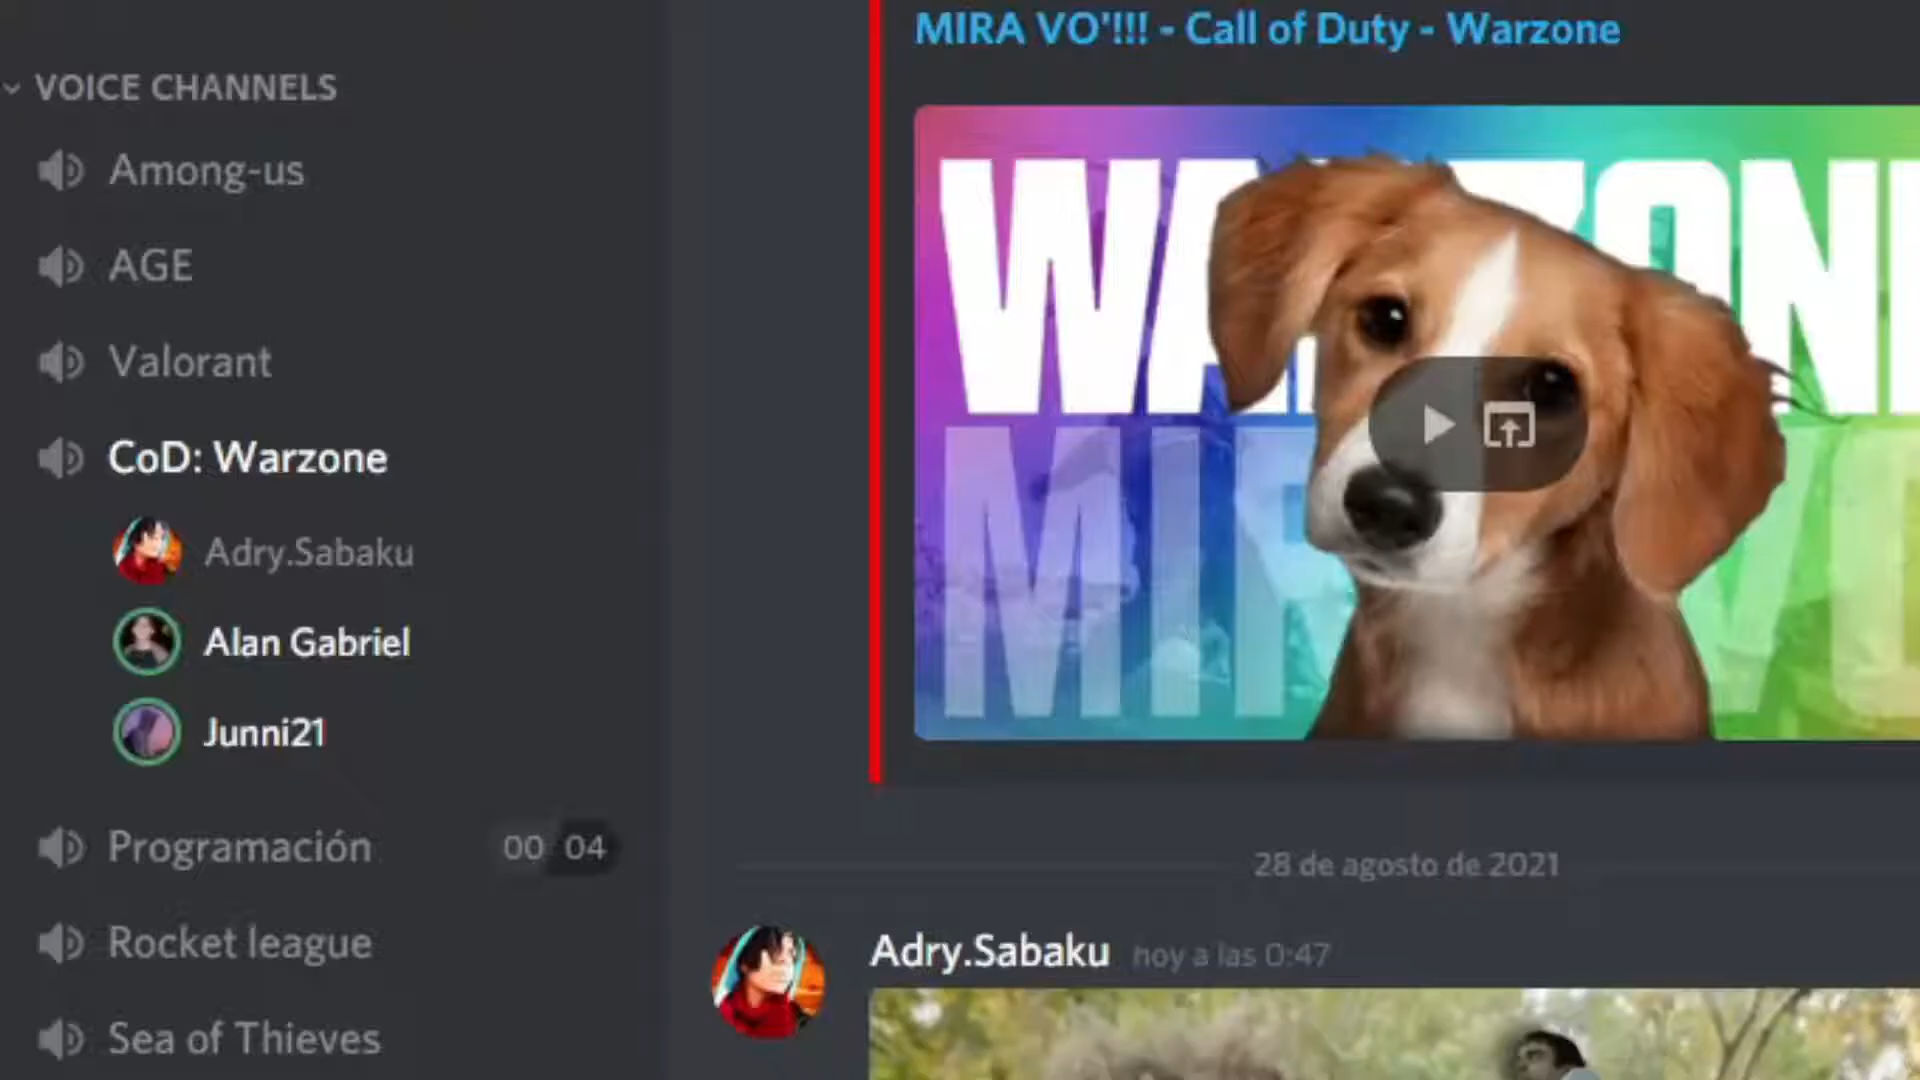 VOICE CHANNELS
Among-us
AGE
Valorant
CoD: Warzone
Adry.Sabaku
Alan Gabriel
Junni21
Programación 00 04
Rocket league
Sea of Thieves
MIRA VO'!!! - Call of Duty - Warzone
28 de agosto de 2021
Adry.Sabaku hoy a las 0:47